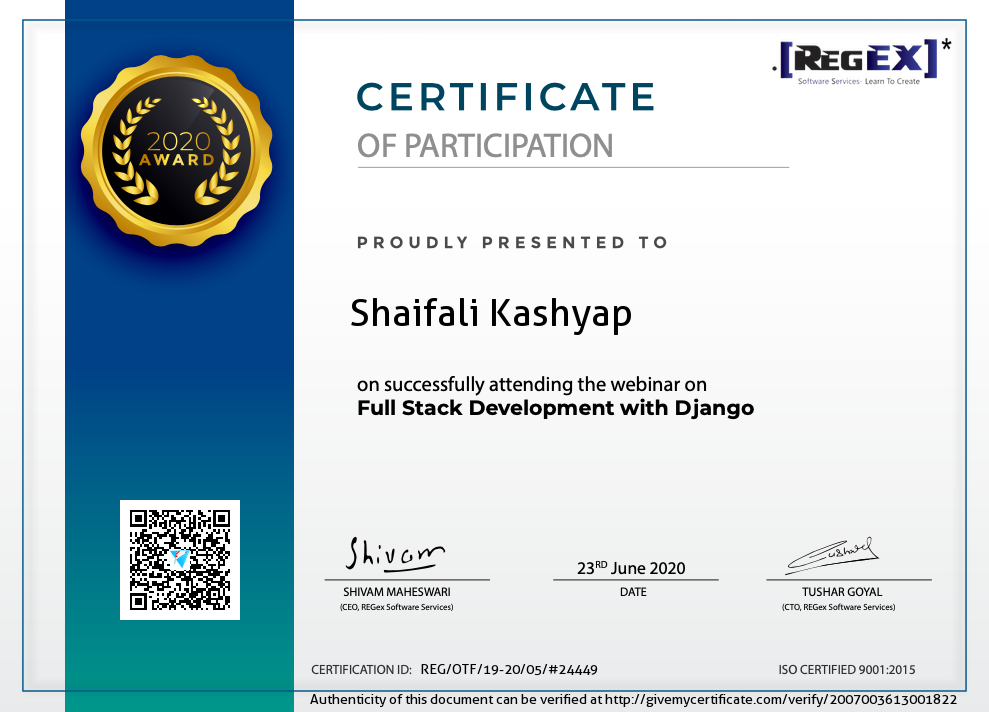 .[REGEX]*
Software Services- Learn To Create
CERTIFICATE
OF PARTICIPATION
2020
AWARD
PROUDLY PRESENTED TO
Shaifali Kashyap
on successfully attending the webinar on
Full Stack Development with Django
Shivam
Tushar
23RD June 2020
SHIVAM MAHESWARI
DATE
TUSHAR GOYAL
(CEO, REGex Software Services)
(CTO, REGex Software Services)
CERTIFICATION ID: REG/OTF/19-20/05/#24449
ISO CERTIFIED 9001:2015
Authenticity of this document can be verified at http://givemycertificate.com/verify/2007003613001822